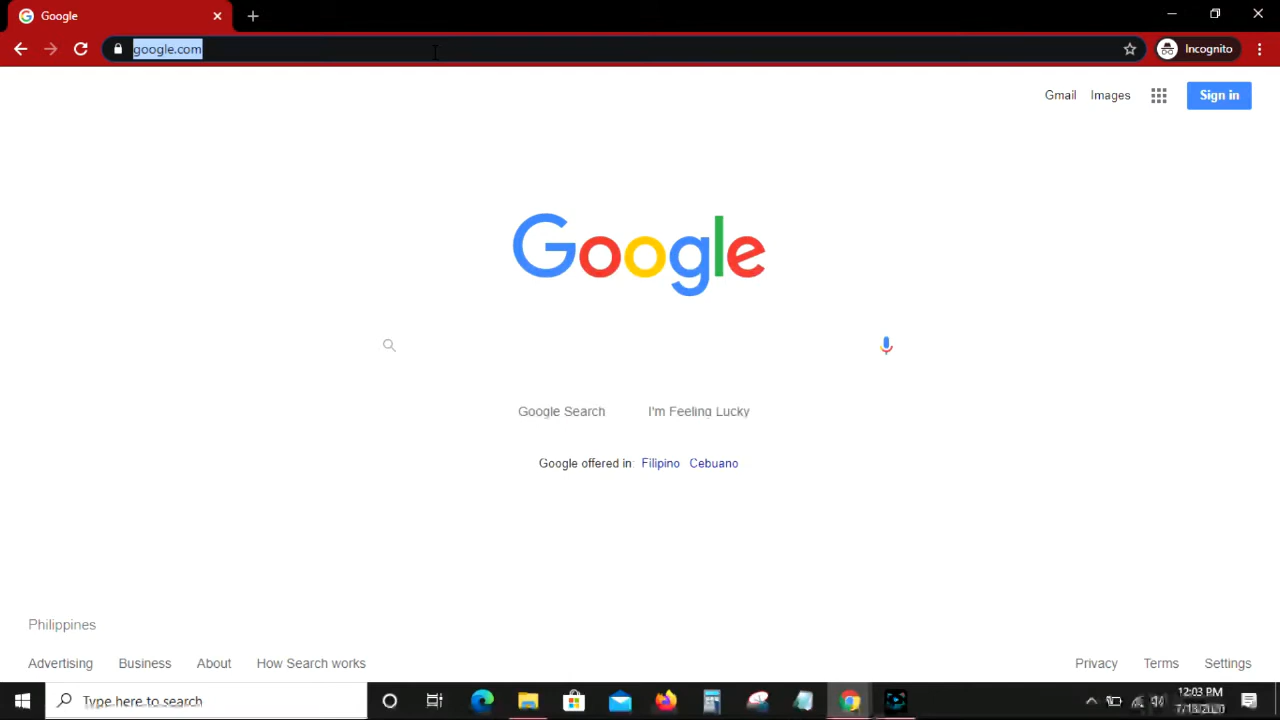 Google
google.com
Incognito
Gmail Images Sign in
Google
Google Search I'm Feeling Lucky
Google offered in: Filipino Cebuano
Philippines
Advertising Business About How Search works
Privacy Terms Settings
Type here to search
12:03 PM